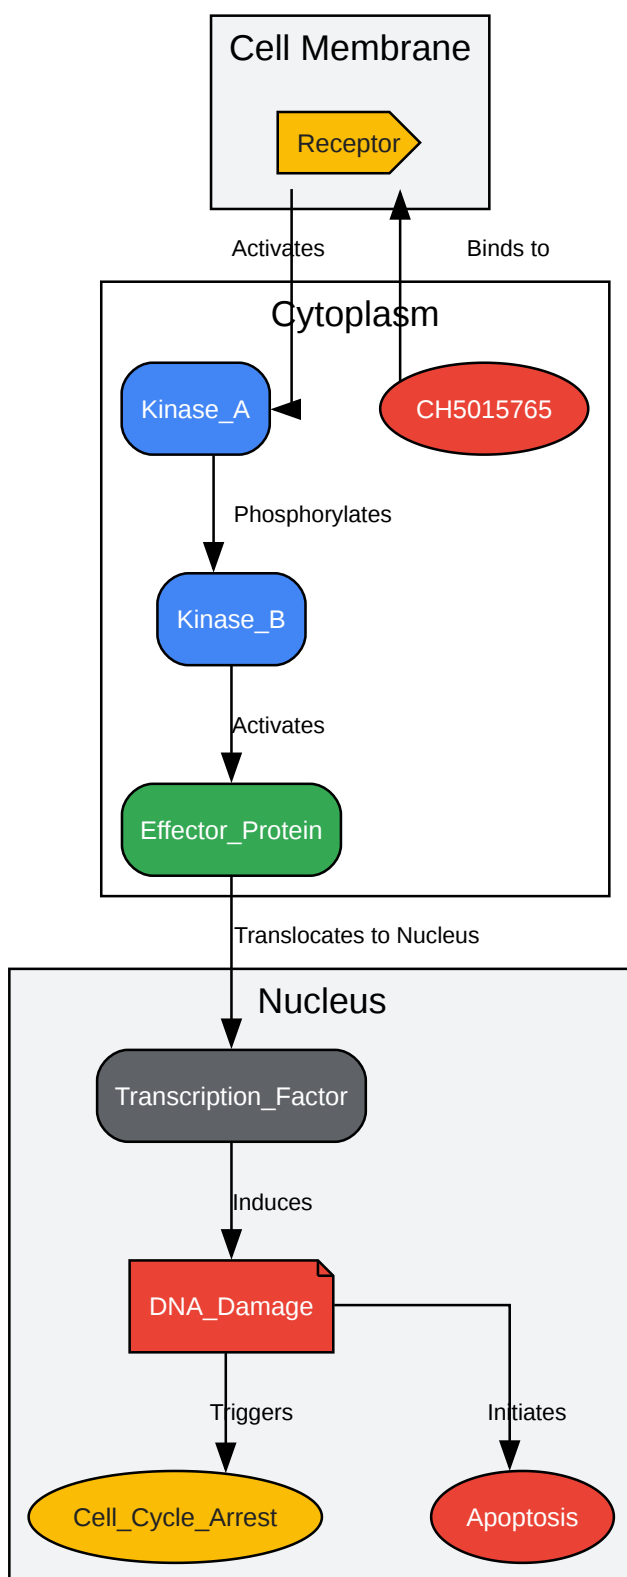 Cell Membrane
Receptor
Activates
Binds to
Cytoplasm
Kinase_A
CH5015765
Phosphorylates
Kinase_B
Activates
Effector_Protein
Translocates to Nucleus
Nucleus
Transcription_Factor
Induces
DNA_Damage
Triggers
Initiates
Cell_Cycle_Arrest
Apoptosis